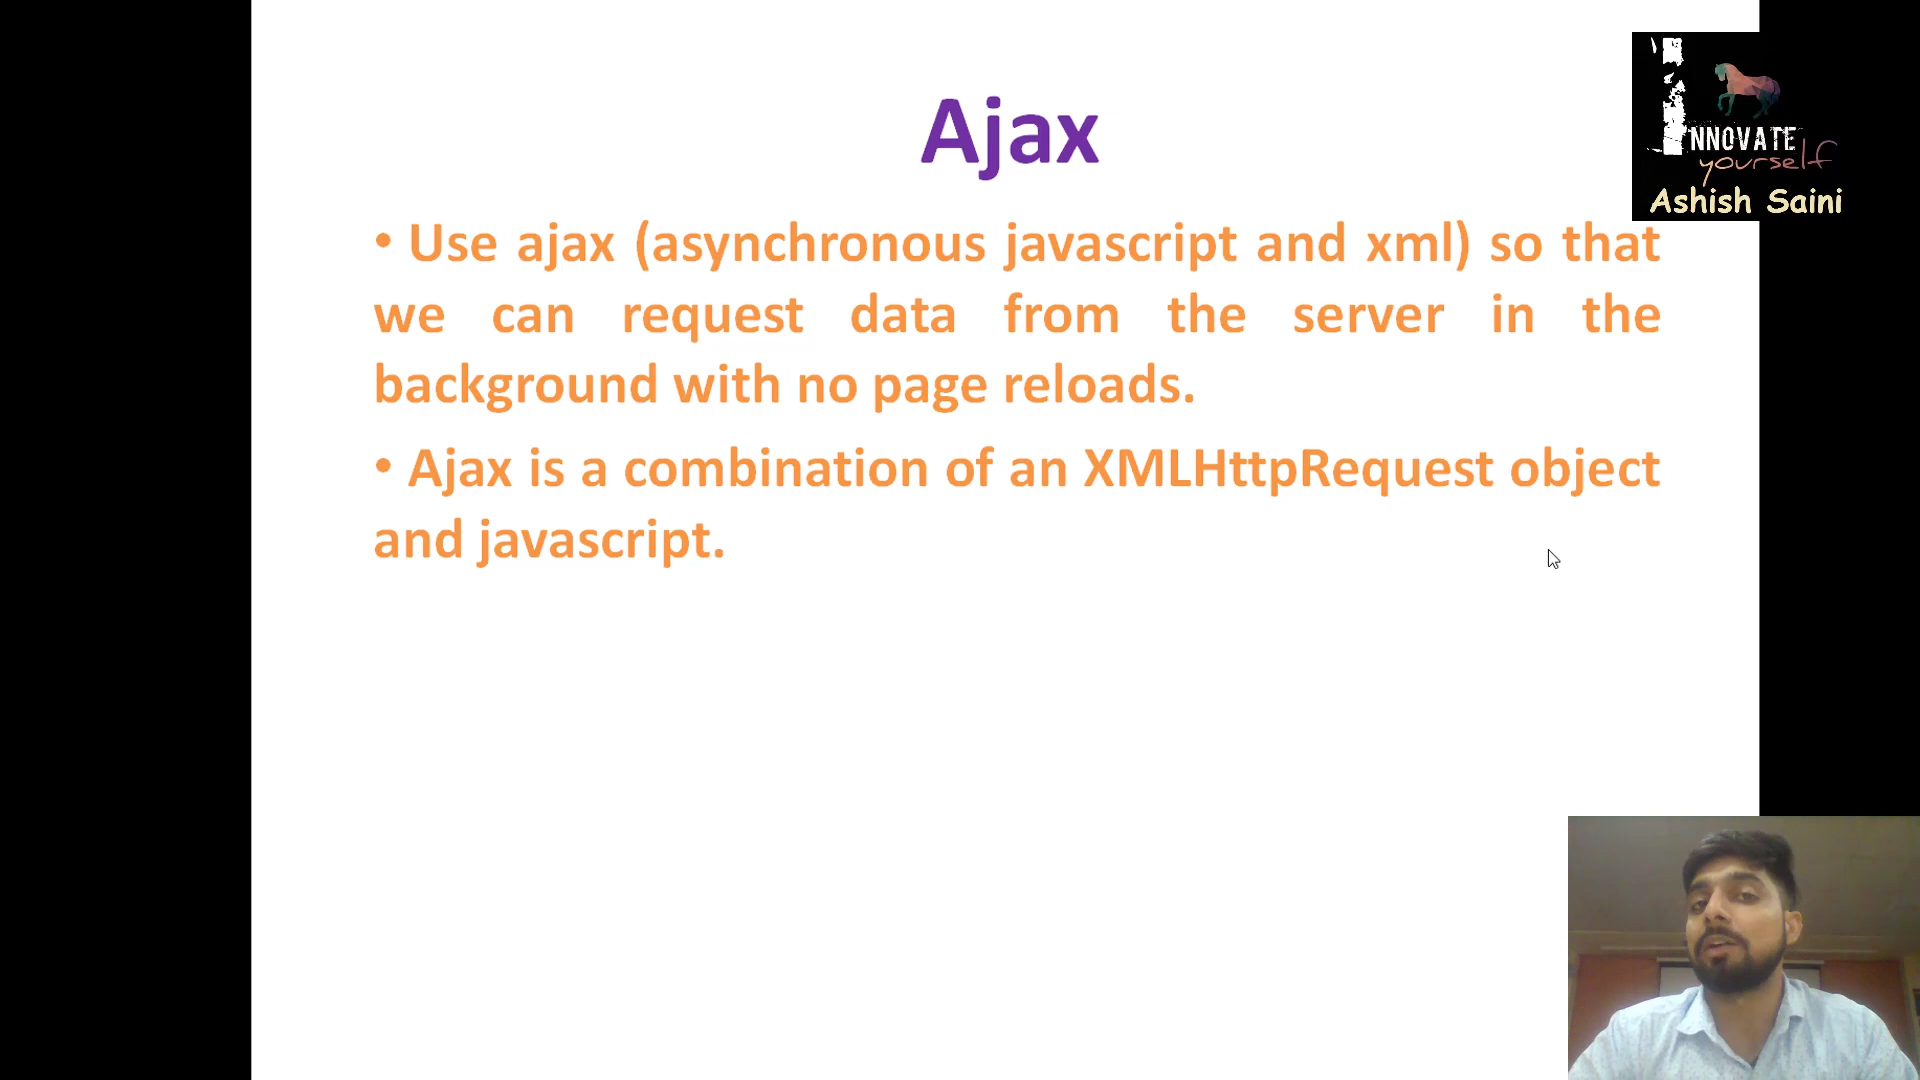 Ajax
INNOVATE
yourself
Ashish Saini
• Use ajax (asynchronous javascript and xml) so that
we can request data from the server in the
background with no page reloads.
• Ajax is a combination of an XMLHttpRequest object
and javascript.